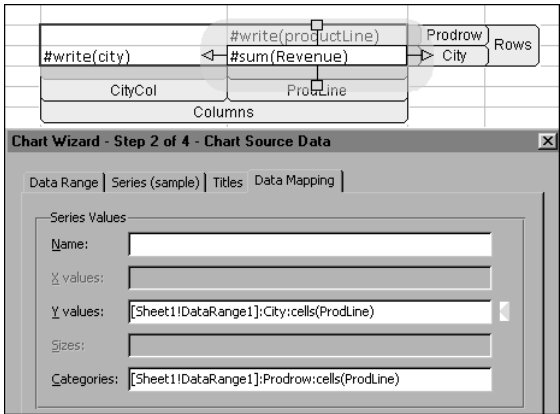 #write(productLine) Prodrow
Rows
#write(city) #sum(Revenue) City
CityCol ProdLine
Columns
Chart Wizard - Step 2 of 4 - Chart Source Data
Data Range Series (sample) Titles Data Mapping
Series Values
Name:
X values:
Y values: [Sheet1!DataRange1]:City:cells(ProdLine)
Sizes:
Categories: [Sheet1!DataRange1]:Prodrow:cells(ProdLine)